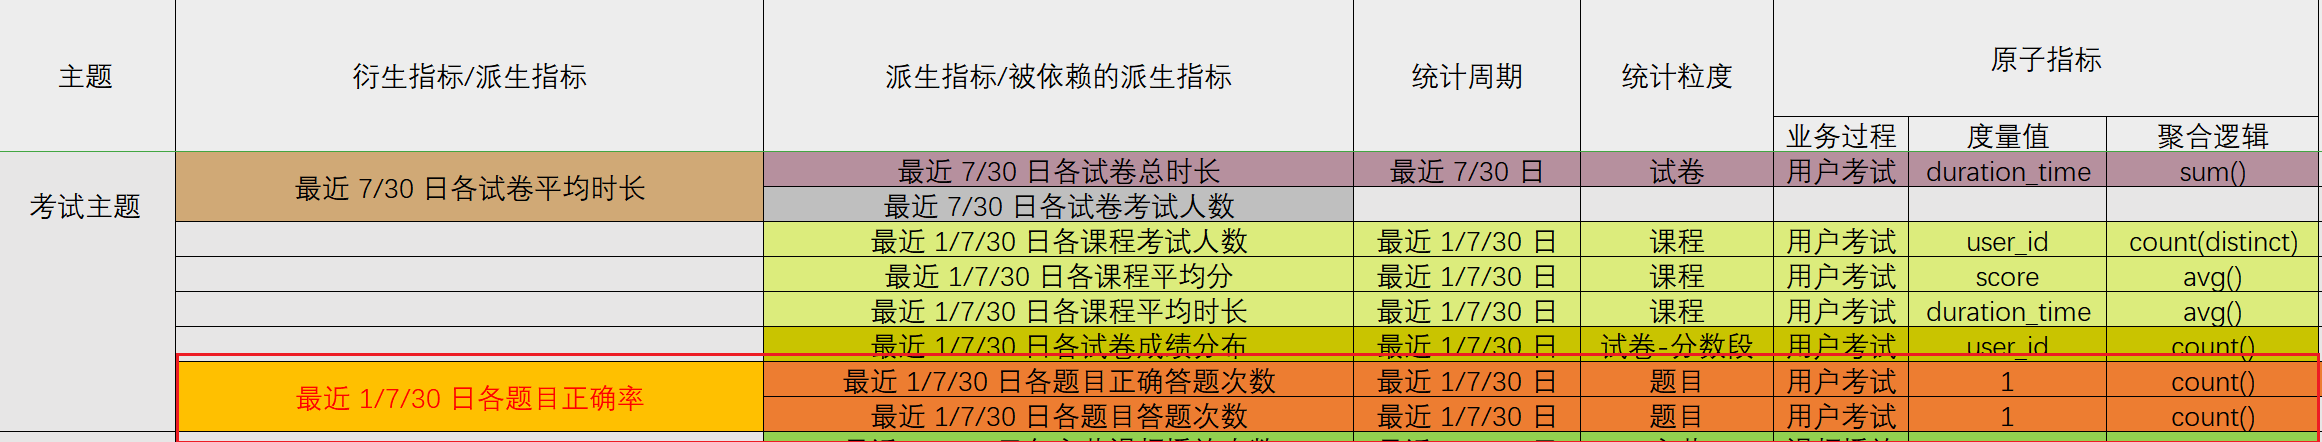 主题 衍生指标/派生指标 派生指标/被依赖的派生指标 统计周期 统计粒度 原子指标
业务过程 度量值 聚合逻辑
考试主题 最近 7/30 日各试卷平均时长 最近 7/30 日各试卷总时长 最近 7/30 日 试卷 用户考试 duration_time sum()
最近 7/30 日各试卷考试人数
最近 1/7/30 日各课程考试人数 最近 1/7/30 日 课程 用户考试 user_id count(distinct)
最近 1/7/30 日各课程平均分 最近 1/7/30 日 课程 用户考试 score avg()
最近 1/7/30 日各课程平均时长 最近 1/7/30 日 课程 用户考试 duration_time avg()
最近 1/7/30 日各试卷成绩分布 最近 1/7/30 日 试卷-分数段 用户考试 user_id count()
最近 1/7/30 日各题目正确率 最近 1/7/30 日各题目正确答题次数 最近 1/7/30 日 题目 用户考试 1 count()
最近 1/7/30 日各题目答题次数 最近 1/7/30 日 题目 用户考试 1 count()